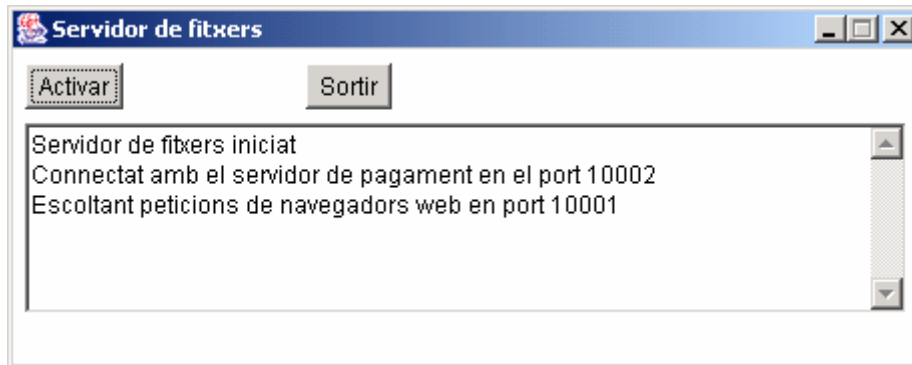 Servidor de fitxers
Activar
Sortir
Servidor de fitxers iniciat
Connectat amb el servidor de pagament en el port 10002
Escoltant peticions de navegadors web en port 10001